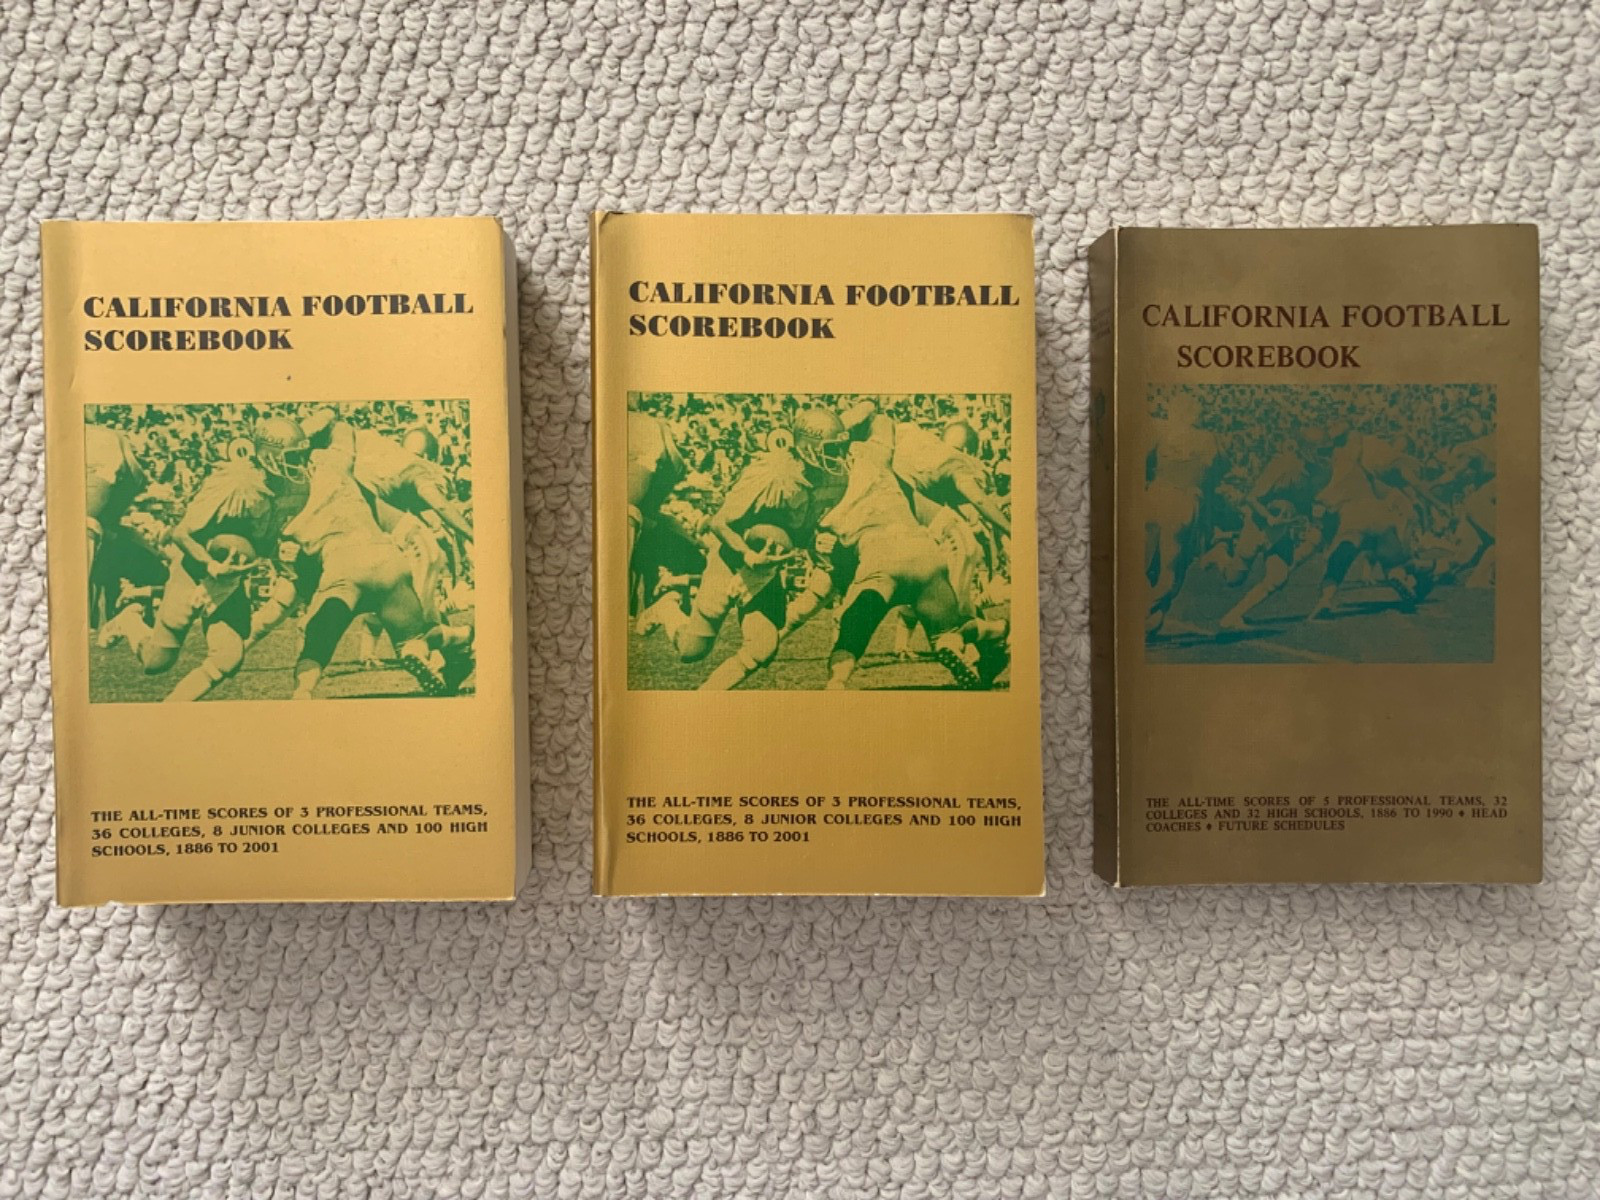 CALIFORNIA FOOTBALL
SCOREBOOK
THE ALL-TIME SCORES OF 3 PROFESSIONAL TEAMS,
36 COLLEGES, 8 JUNIOR COLLEGES AND 100 HIGH
SCHOOLS, 1886 TO 2001
CALIFORNIA FOOTBALL
SCOREBOOK
THE ALL-TIME SCORES OF 3 PROFESSIONAL TEAMS,
36 COLLEGES, 8 JUNIOR COLLEGES AND 100 HIGH
SCHOOLS, 1886 TO 2001
CALIFORNIA FOOTBALL
SCOREBOOK
THE ALL-TIME SCORES OF 5 PROFESSIONAL TEAMS, 32
COLLEGES AND 32 HIGH SCHOOLS, 1886 TO 1990 ♦ HEAD
COACHES ♦ FUTURE SCHEDULES